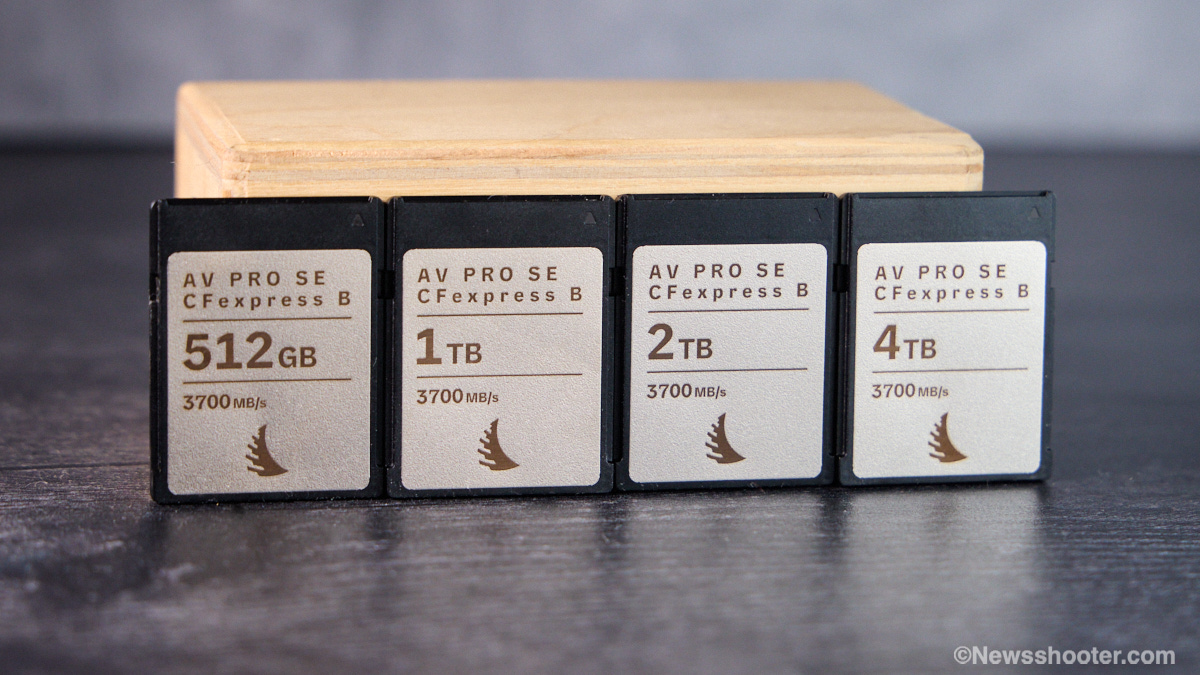 AV PRO SE
CFexpress B
512GB
3700MB/s
AV PRO SE
CFexpress B
1TB
3700MB/s
AV PRO SE
CFexpress B
2TB
3700MB/s
AV PRO SE
CFexpress B
4TB
3700MB/s
©Newsshooter.com